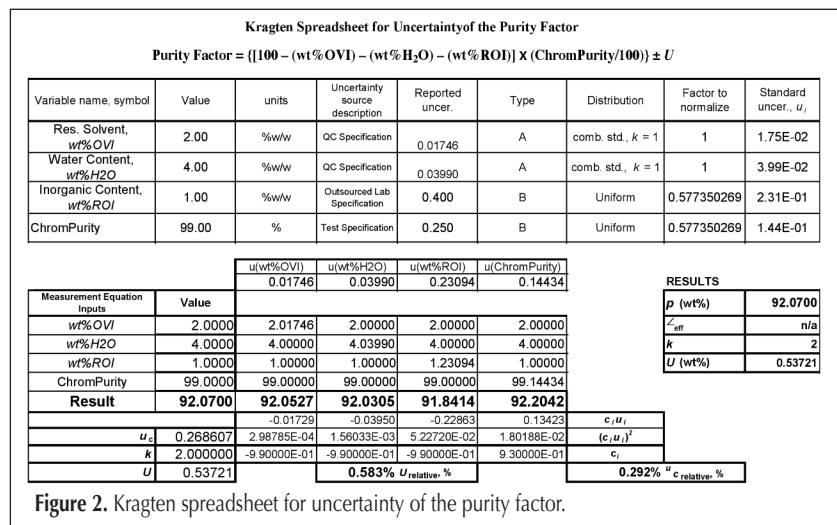 Kragten Spreadsheet for Uncertaintyof the Purity Factor
Purity Factor = {[100 – (wt%OVI) – (wt%H₂O) – (wt%ROI)] x (ChromPurity/100)} ± U
Variable name, symbol Value units Uncertainty source description Reported uncer. Type Distribution Factor to normalize Standard uncer., u i
Res. Solvent, wt%OVI 2.00 %w/w QC Specification 0.01746 A comb. std., k = 1 1 1.75E-02
Water Content, wt%H2O 4.00 %w/w QC Specification 0.03990 A comb. std., k = 1 1 3.99E-02
Inorganic Content, wt%ROI 1.00 %w/w Outsourced Lab Specification 0.400 B Uniform 0.577350269 2.31E-01
ChromPurity 99.00 % Test Specification 0.250 B Uniform 0.577350269 1.44E-01
u(wt%OVI) u(wt%H2O) u(wt%ROI) u(ChromPurity)
0.01746 0.03990 0.23094 0.14434
Measurement Equation Inputs Value
wt%OVI 2.0000 2.01746 2.00000 2.00000 2.00000
wt%H2O 4.0000 4.00000 4.03990 4.00000 4.00000
wt%ROI 1.0000 1.00000 1.00000 1.23094 1.00000
ChromPurity 99.0000 99.00000 99.00000 99.00000 99.14434
Result 92.0700 92.0527 92.0305 91.8414 92.2042
-0.01729 -0.03950 -0.22863 0.13423 c i u i
u c 0.268607 2.98785E-04 1.56033E-03 5.22720E-02 1.80188E-02 (c i u i)²
k 2.000000 -9.90000E-01 -9.90000E-01 -9.90000E-01 9.30000E-01 c i
U 0.53721 0.583% U relative, % 0.292% u c relative, %
RESULTS
p (wt%) 92.0700
eff n/a
k 2
U (wt%) 0.53721
Figure 2. Kragten spreadsheet for uncertainty of the purity factor.